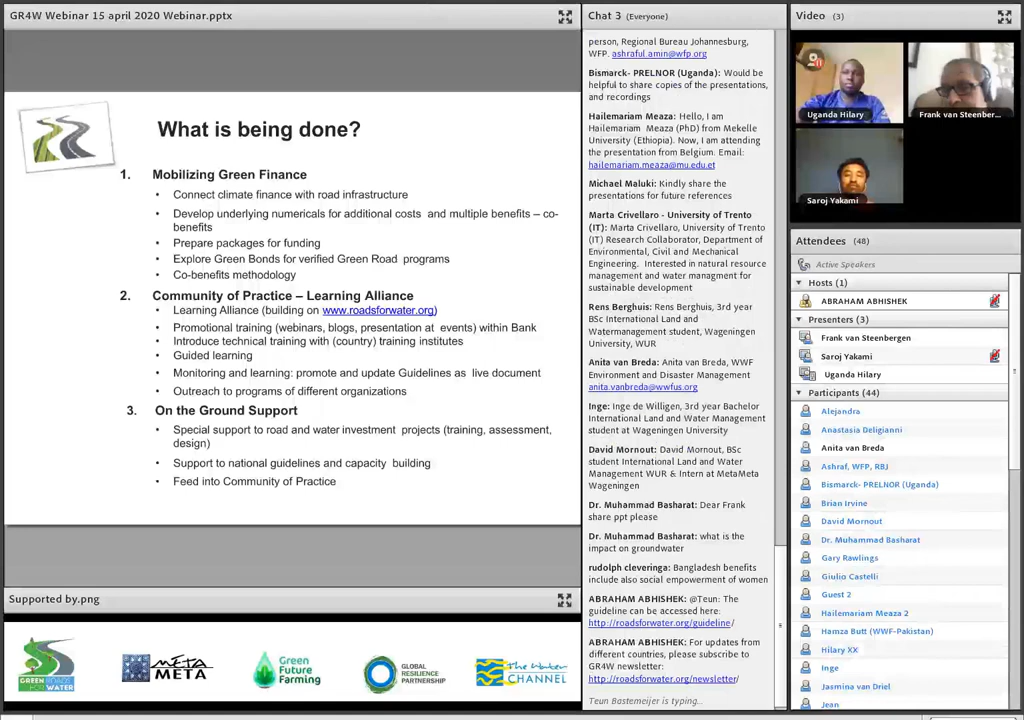 GR4W Webinar 15 april 2020 Webinar.pptx
What is being done?
1. Mobilizing Green Finance
• Connect climate finance with road infrastructure
• Develop underlying numericals for additional costs and multiple benefits – co-
benefits
• Prepare packages for funding
• Explore Green Bonds for verified Green Road programs
• Co-benefits methodology
2. Community of Practice – Learning Alliance
• Learning Alliance (building on www.roadsforwater.org)
• Promotional training (webinars, blogs, presentation at events) within Bank
• Introduce technical training with (country) training institutes
• Guided learning
• Monitoring and learning: promote and update Guidelines as live document
• Outreach to programs of different organizations
3. On the Ground Support
• Special support to road and water investment projects (training, assessment,
design)
• Support to national guidelines and capacity building
• Feed into Community of Practice
Supported by.png
GREEN ROADS
FOR WATER
META
META
Green
Future
Farming
GLOBAL
RESILIENCE
PARTNERSHIP
The Water
CHANNEL
Chat 3 (Everyone)
person, Regional Bureau Johannesburg,
WFP. ashraful.amin@wfp.org
Bismarck- PRELNOR (Uganda): Would be
helpful to share copies of the presentations,
and recordings
Hailemariam Meaza: Hello, I am
Hailemariam Meaza (PhD) from Mekelle
University (Ethiopia). Now, I am attending
the presentation from Belgium. Email:
hailemariam.meaza@mu.edu.et
Michael Maluki: Kindly share the
presentations for future references
Marta Crivellaro - University of Trento
(IT): Marta Crivellaro, University of Trento
(IT) Research Collaborator, Department of
Environmental, Civil and Mechanical
Engineering. Interested in natural resource
management and water managment for
sustainable development
Rens Berghuis: Rens Berghuis, 3rd year
BSc International Land and
Watermanagement student, Wageningen
University, WUR
Anita van Breda: Anita van Breda, WWF
Environment and Disaster Management
anita.vanbreda@wwfus.org
Inge: Inge de Willigen, 3rd year Bachelor
International Land and Water Management
student at Wageningen University
David Mornout: David Mornout, BSc
student International Land and Water
Management WUR & Intern at MetaMeta
Wageningen
Dr. Muhammad Basharat: Dear Frank
share ppt please
Dr. Muhammad Basharat: what is the
impact on groundwater
rudolph cleveringa: Bangladesh benefits
include also social empowerment of women
ABRAHAM ABHISHEK: @Teun: The
guideline can be accessed here:
http://roadsforwater.org/guideline/
ABRAHAM ABHISHEK: For updates from
different countries, please subscribe to
GR4W newsletter:
http://roadsforwater.org/newsletter/
Teun Bastemeijer is typing...
Video (3)
Uganda Hilary
Frank van Steenber...
Saroj Yakami
Attendees (48)
Active Speakers
Hosts (1)
ABRAHAM ABHISHEK
Presenters (3)
Frank van Steenbergen
Saroj Yakami
Uganda Hilary
Participants (44)
Alejandra
Anastasia Deligianni
Anita van Breda
Ashraf, WFP, RBJ
Bismarck- PRELNOR (Uganda)
Brian Irvine
David Mornout
Dr. Muhammad Basharat
Gary Rawlings
Giulio Castelli
Guest 2
Hailemariam Meaza 2
Hamza Butt (WWF-Pakistan)
Hilary XX
Inge
Jasmina van Driel
Jean